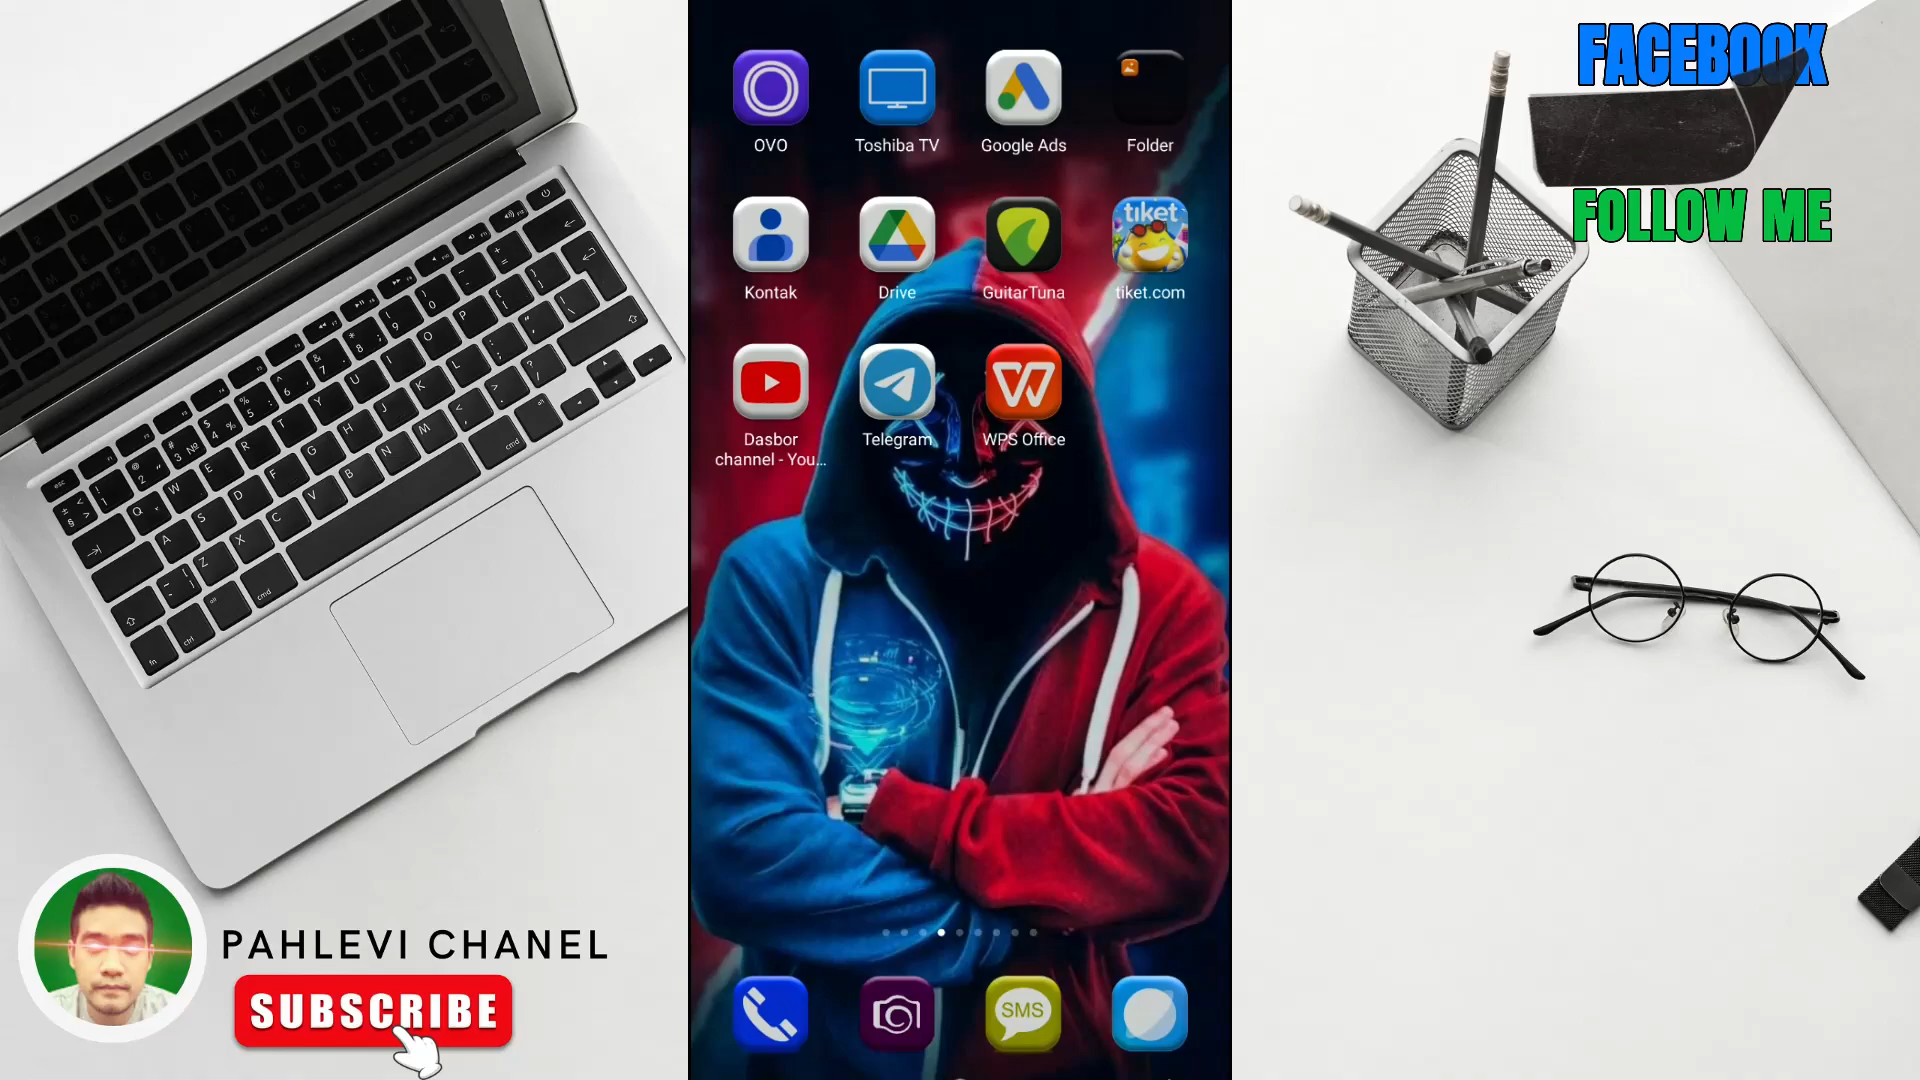 FACEBOOK
FOLLOW ME
OVO
Toshiba TV
Google Ads
Folder
tiket
Kontak
Drive
GuitarTuna
tiket.com
Dasbor
channel - You...
Telegram
WPS Office
SMS
PAHLEVI CHANEL
SUBSCRIBE